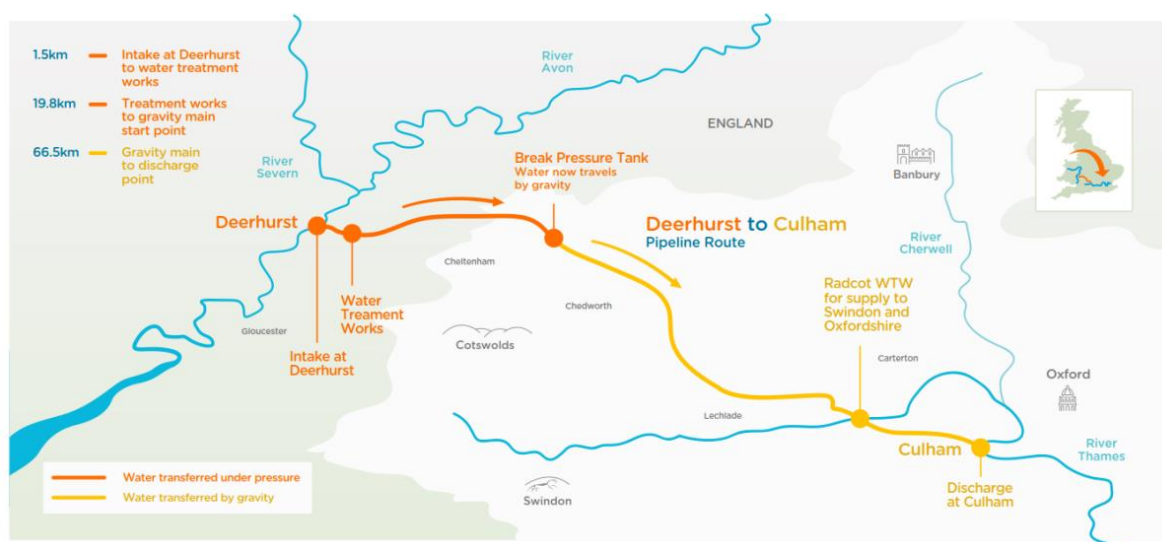 1.5km
Intake at Deerhurst
to water treatment
works
19.8km
Treatment works
to gravity main
start point
66.5km
Gravity main
to discharge
point
River
Avon
River
Severn
ENGLAND
Break Pressure Tank
Water now travels
by gravity
Banbury
Deerhurst
Deerhurst to Culham
Pipeline Route
River
Cherwell
Cheltenham
Water
Treament
Works
Chedworth
Radcot WTW
for supply to
Swindon and
Oxfordshire
Gloucester
Cotswolds
Intake at
Deerhurst
Carterton
Oxford
Lechlade
Culham
River
Thames
Water transferred under pressure
Water transferred by gravity
Swindon
Discharge
at Culham